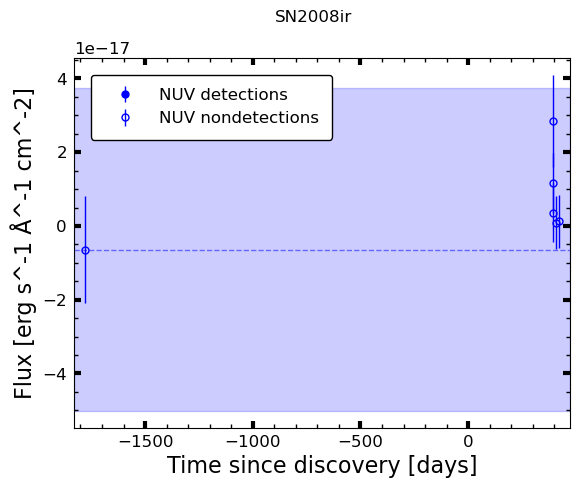 SN2008ir
1e−17
NUV detections
NUV nondetections
4
2
0
−2
−4
Flux [erg s^-1 Å^-1 cm^-2]
−1500 −1000 −500 0
Time since discovery [days]